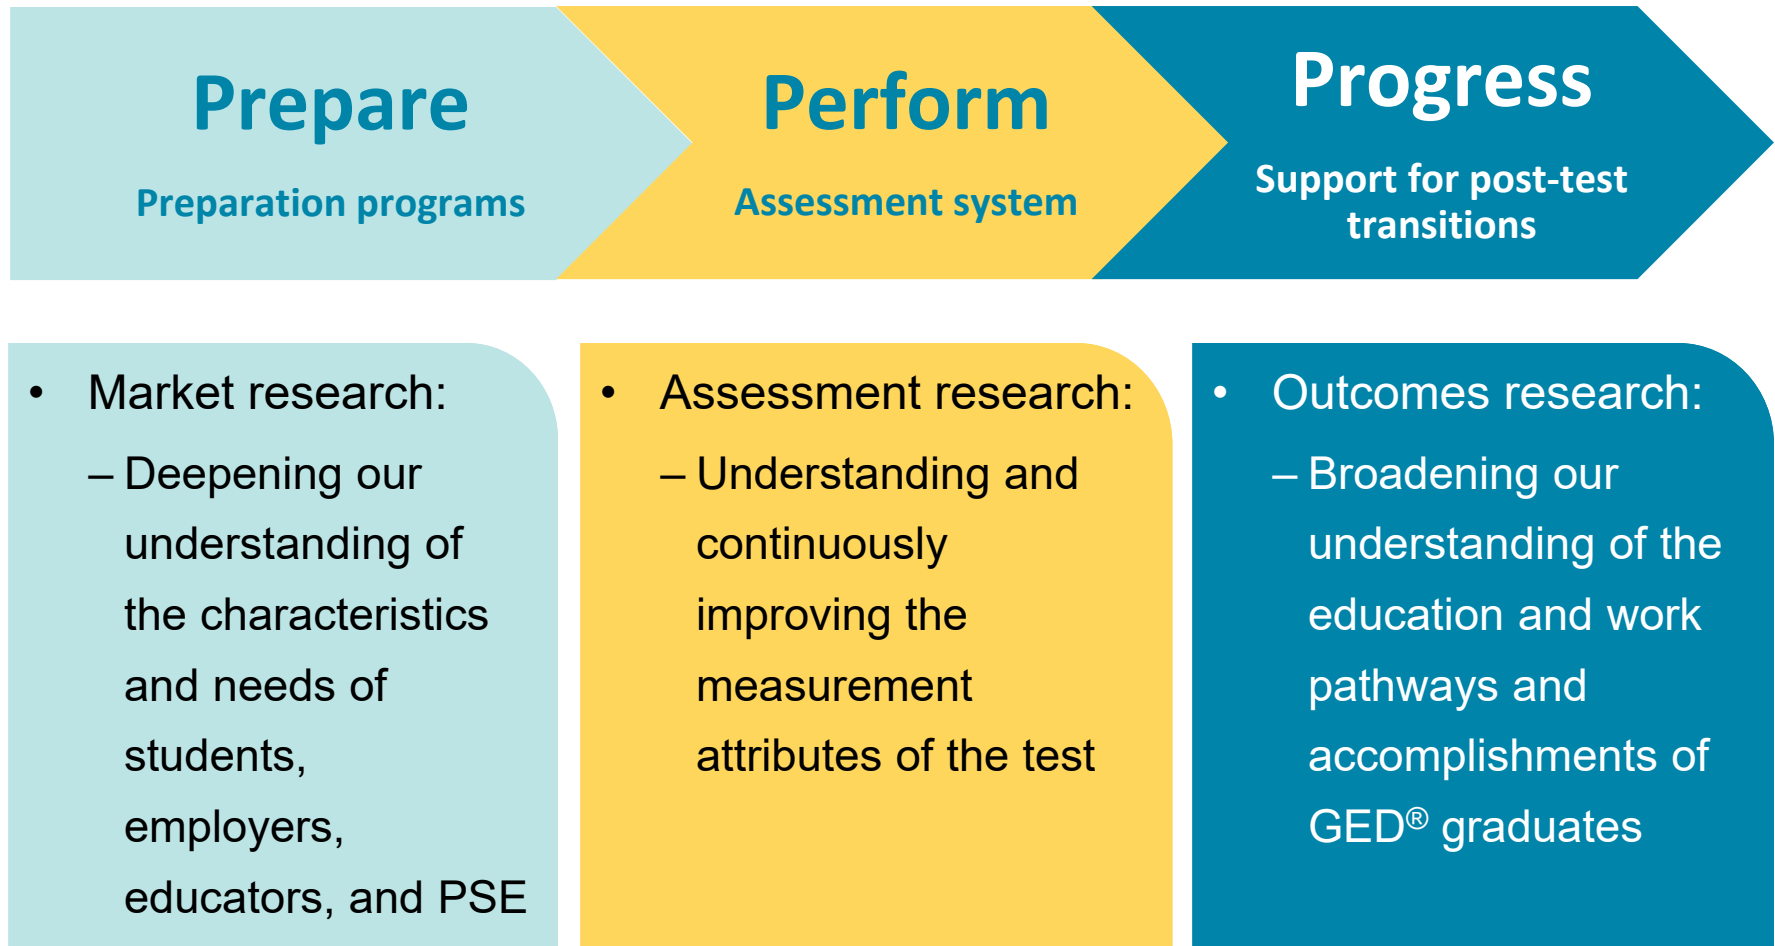 Prepare
Preparation programs
Perform
Assessment system
Progress
Support for post-test
transitions
• Market research:
– Deepening our
understanding of
the characteristics
and needs of
students,
employers,
educators, and PSE
• Assessment research:
– Understanding and
continuously
improving the
measurement
attributes of the test
• Outcomes research:
– Broadening our
understanding of the
education and work
pathways and
accomplishments of
GED® graduates